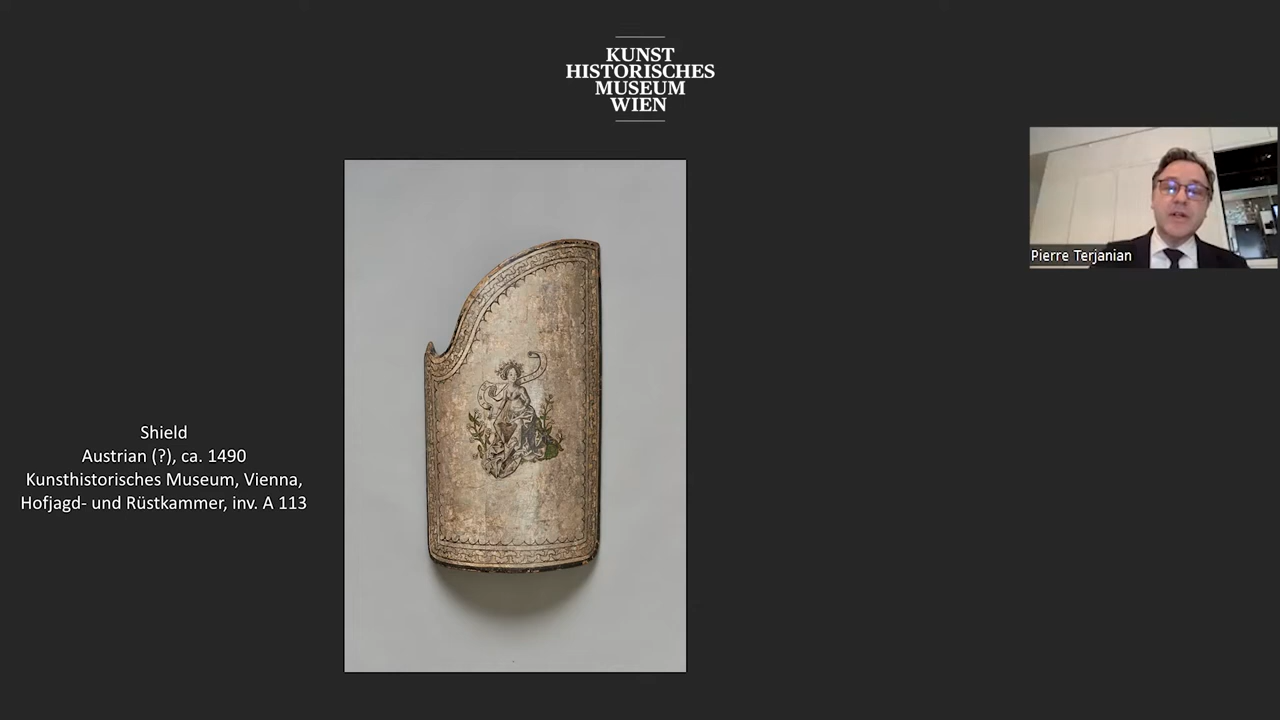 KUNST
HISTORISCHES
MUSEUM
WIEN
Pierre Terjanian
Shield
Austrian (?), ca. 1490
Kunsthistorisches Museum, Vienna,
Hofjagd- und Rüstkammer, inv. A 113